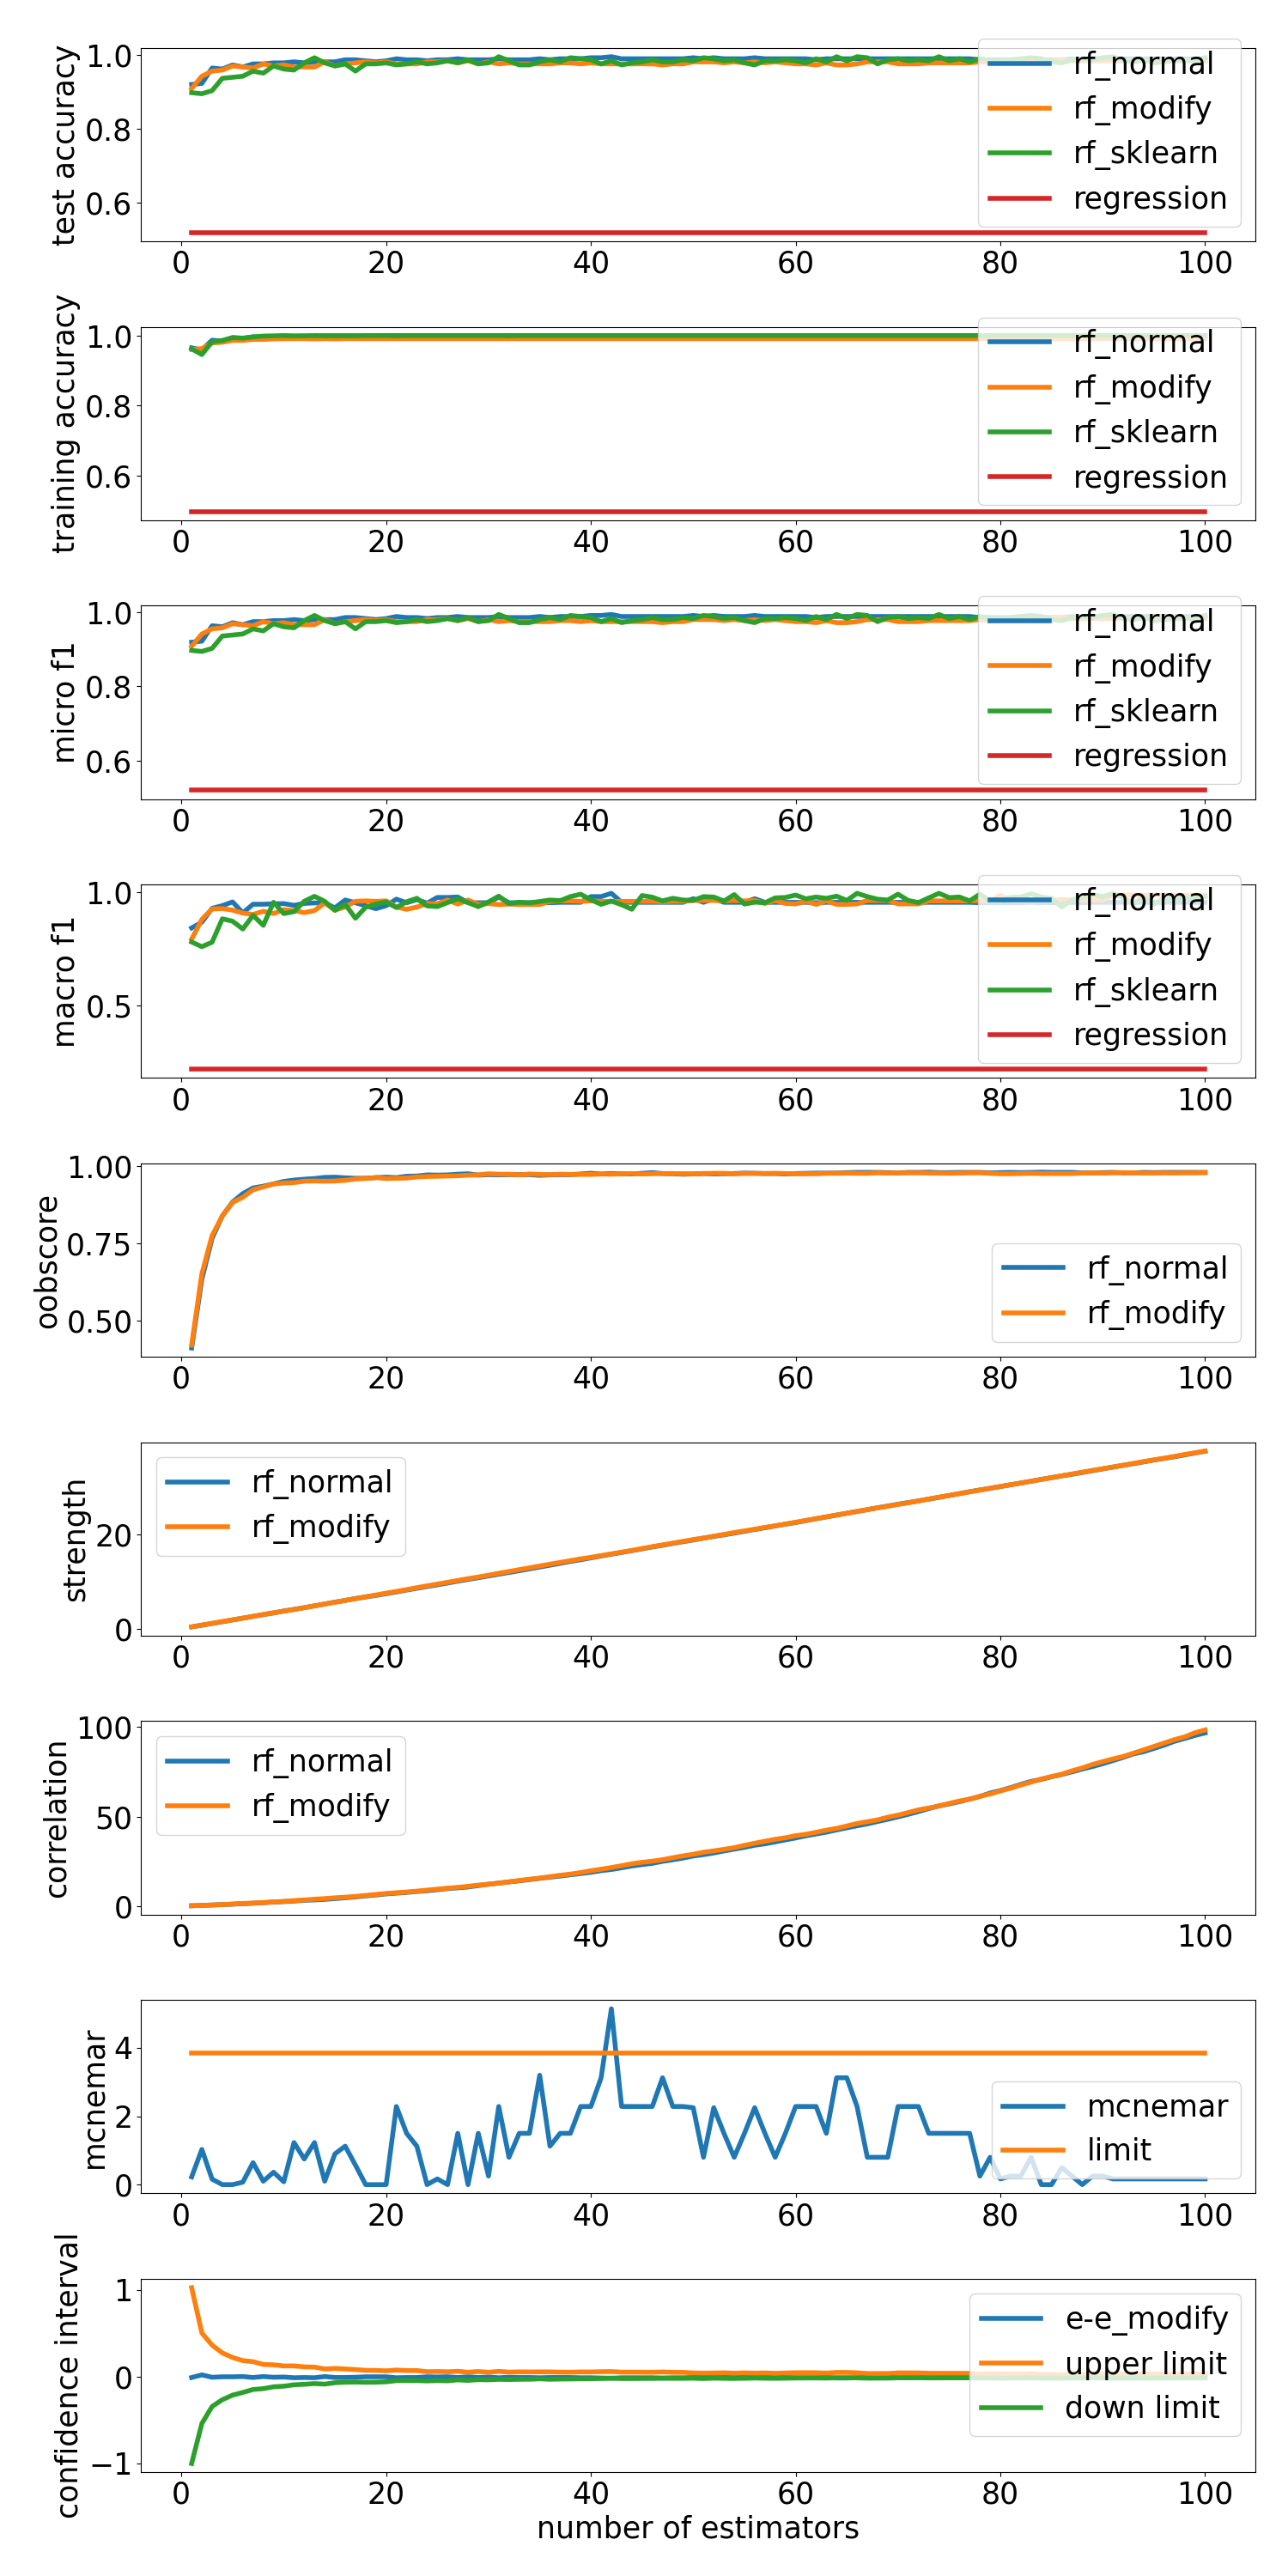 test accuracy
1.0
0.8
0.6
rf_normal
rf_modify
rf_sklearn
regression
0 20 40 60 80 100
training accuracy
1.0
0.8
0.6
rf_normal
rf_modify
rf_sklearn
regression
0 20 40 60 80 100
micro f1
1.0
0.8
0.6
rf_normal
rf_modify
rf_sklearn
regression
0 20 40 60 80 100
macro f1
1.0
0.5
rf_normal
rf_modify
rf_sklearn
regression
0 20 40 60 80 100
oobscore
1.00
0.75
0.50
rf_normal
rf_modify
0 20 40 60 80 100
strength
20
0
rf_normal
rf_modify
0 20 40 60 80 100
correlation
100
50
0
rf_normal
rf_modify
0 20 40 60 80 100
mcnemar
4
2
0
mcnemar
limit
0 20 40 60 80 100
confidence interval
1
0
−1
e-e_modify
upper limit
down limit
0 20 40 60 80 100
number of estimators